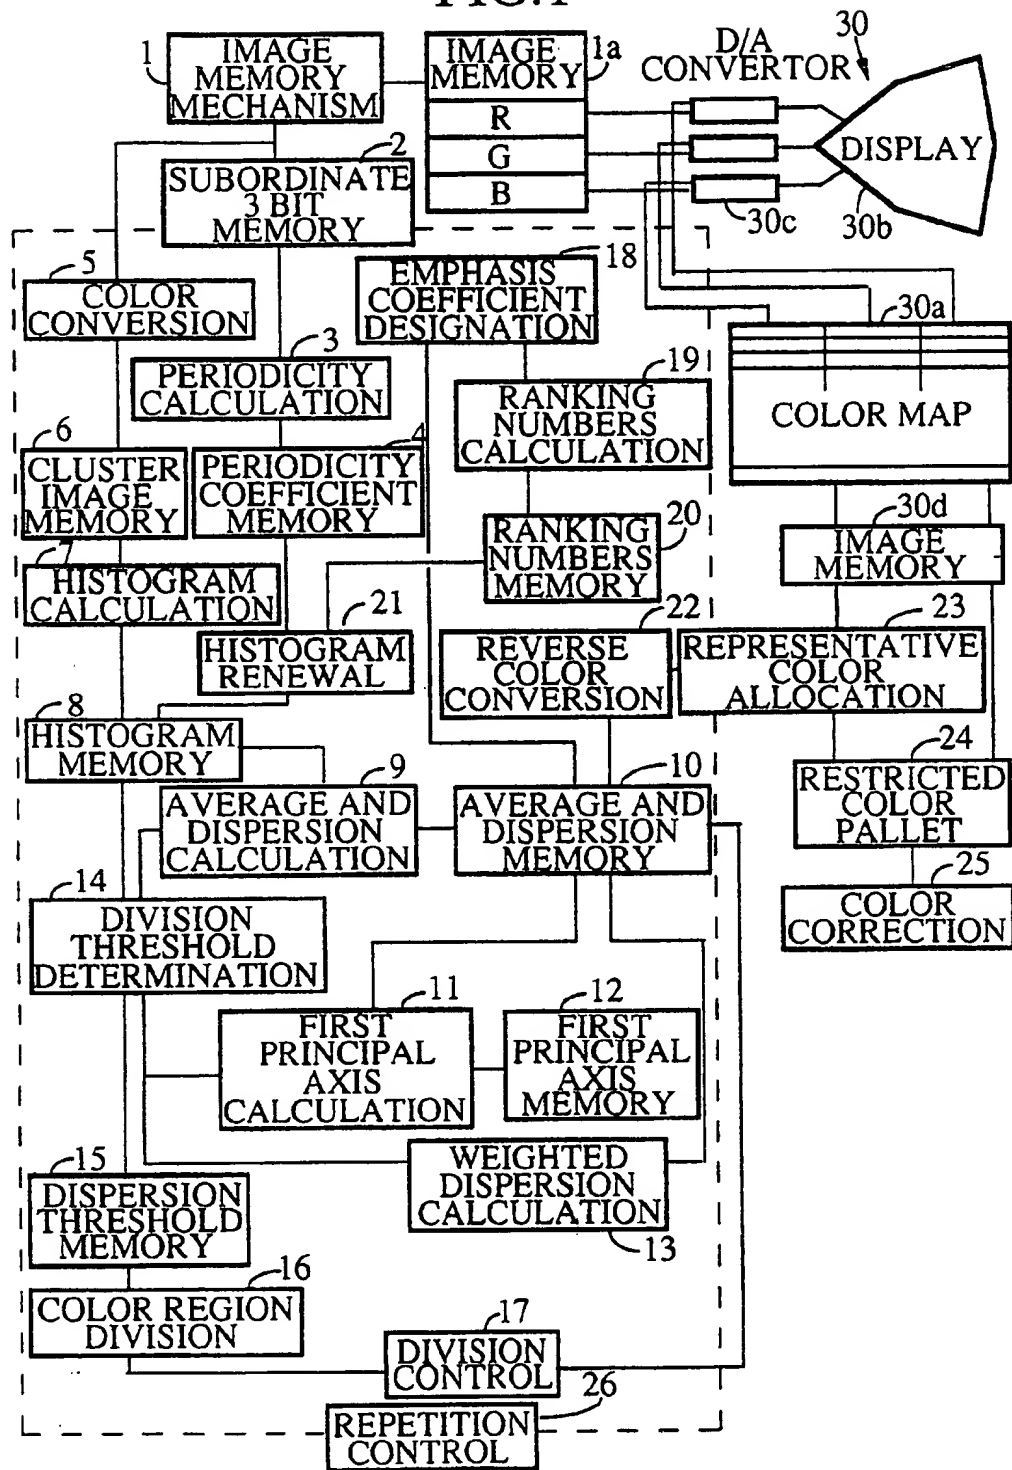 FIG.1
1
IMAGE
MEMORY
MECHANISM
IMAGE
MEMORY
1a
R
G
B
D/A
CONVERTOR
30
DISPLAY
30b
30c
2
SUBORDINATE
3 BIT
MEMORY
5
COLOR
CONVERSION
18
EMPHASIS
COEFFICIENT
DESIGNATION
30a
COLOR MAP
3
PERIODICITY
CALCULATION
19
RANKING
NUMBERS
CALCULATION
6
CLUSTER
IMAGE
MEMORY
4
PERIODICITY
COEFFICIENT
MEMORY
20
RANKING
NUMBERS
MEMORY
30d
IMAGE
MEMORY
7
HISTOGRAM
CALCULATION
21
HISTOGRAM
RENEWAL
22
REVERSE
COLOR
CONVERSION
23
REPRESENTATIVE
COLOR
ALLOCATION
8
HISTOGRAM
MEMORY
9
AVERAGE AND
DISPERSION
CALCULATION
10
AVERAGE AND
DISPERSION
MEMORY
24
RESTRICTED
COLOR
PALLET
25
COLOR
CORRECTION
14
DIVISION
THRESHOLD
DETERMINATION
11
FIRST
PRINCIPAL
AXIS
CALCULATION
12
FIRST
PRINCIPAL
AXIS
MEMORY
15
DISPERSION
THRESHOLD
MEMORY
WEIGHTED
DISPERSION
CALCULATION
13
16
COLOR REGION
DIVISION
17
DIVISION
CONTROL
26
REPETITION
CONTROL